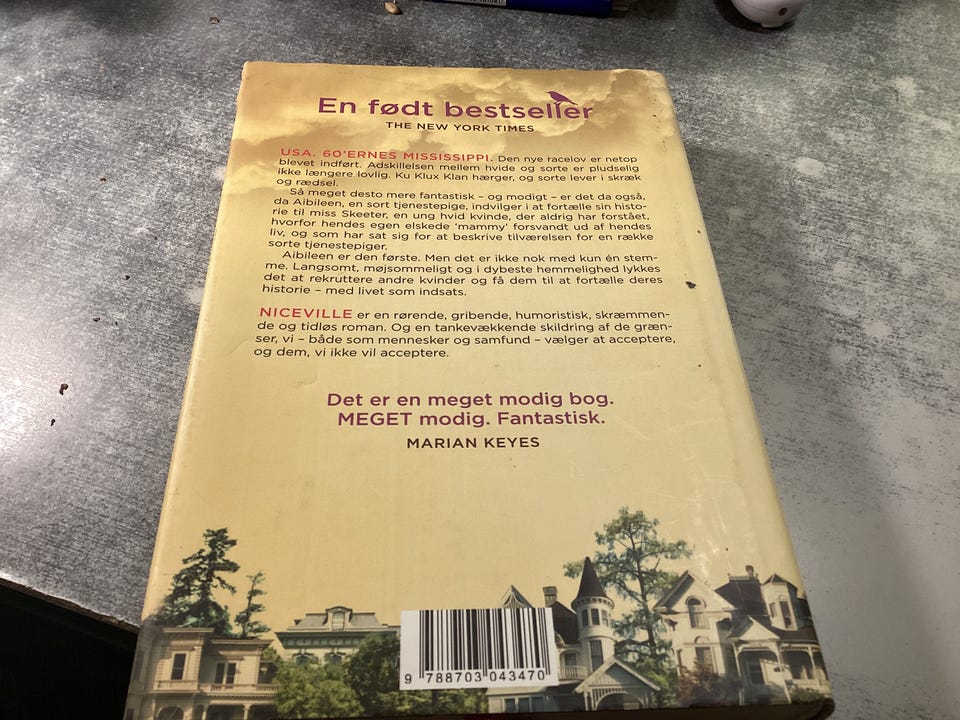 En født bestseller
THE NEW YORK TIMES
USA. 60'ERNES MISSISSIPPI. Den nye racelov er netop
blevet indført. Adskillelsen mellem hvide og sorte er pludselig
ikke længere lovlig. Ku Klux Klan hærger, og sorte lever i skræk
og rædsel.
Så meget desto mere fantastisk – og modigt – er det da også,
da Aibileen, en sort tjenestepige, indvilger i at fortælle sin histo-
rie til miss Skeeter, en ung hvid kvinde, der aldrig har forstået,
hvorfor hendes egen elskede 'mammy' forsvandt ud af hendes
liv, og som har sat sig for at beskrive tilværelsen for en række
sorte tjenestepiger.
Aibileen er den første. Men det er ikke nok med kun én stem-
me. Langsomt, møjsommeligt og i dybeste hemmelighed lykkes
det at rekruttere andre kvinder og få dem til at fortælle deres
historie – med livet som indsats.
NICEVILLE er en rørende, gribende, humoristisk, skræmmen-
de og tidløs roman. Og en tankevækkende skildring af de græn-
ser, vi – både som mennesker og samfund – vælger at acceptere,
og dem, vi ikke vil acceptere.
Det er en meget modig bog.
MEGET modig. Fantastisk.
MARIAN KEYES
9 788703 043470